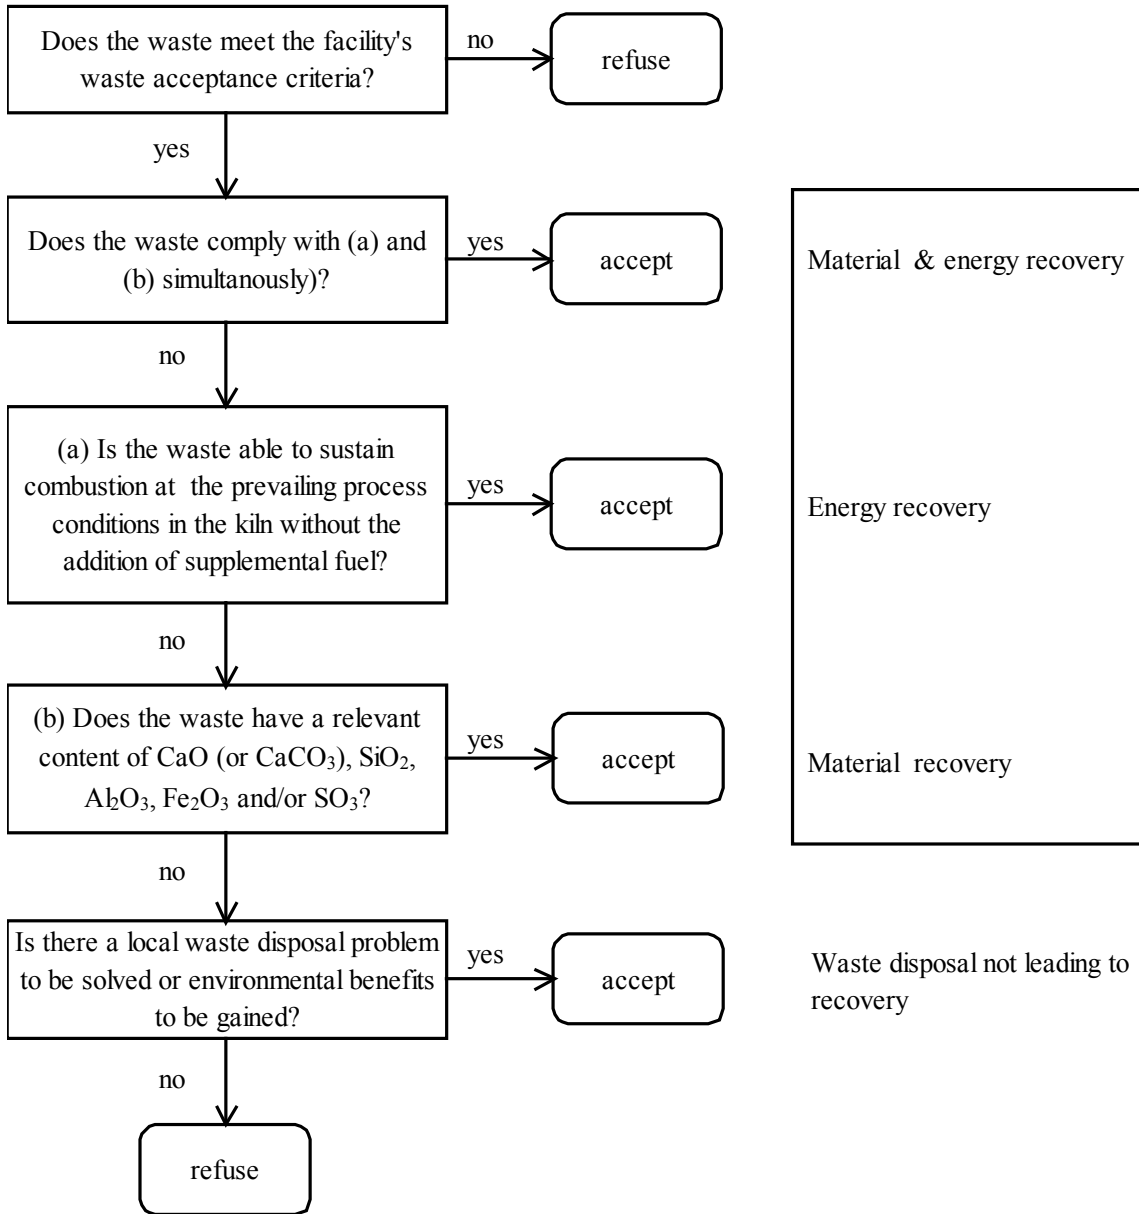 Does the waste meet the facility's
waste acceptance criteria?
no
refuse
yes
Does the waste comply with (a) and
(b) simultanously)?
yes
accept
Material & energy recovery
no
(a) Is the waste able to sustain
combustion at the prevailing process
conditions in the kiln without the
addition of supplemental fuel?
yes
accept
Energy recovery
no
(b) Does the waste have a relevant
content of CaO (or CaCO₃), SiO₂,
Al₂O₃, Fe₂O₃ and/or SO₃?
yes
accept
Material recovery
no
Is there a local waste disposal problem
to be solved or environmental benefits
to be gained?
yes
accept
Waste disposal not leading to
recovery
no
refuse